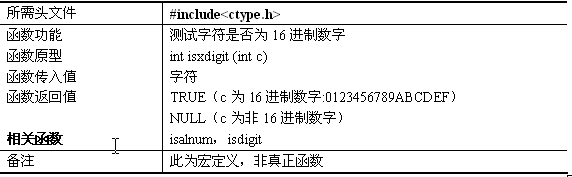 所需头文件 #include<ctype.h>
函数功能 测试字符是否为 16 进制数字
函数原型 int isxdigit (int c)
函数传入值 字符
函数返回值 TRUE（c 为 16 进制数字:0123456789ABCDEF）
NULL（c 为非 16 进制数字）
相关函数 isalnum，isdigit
备注 此为宏定义，非真正函数